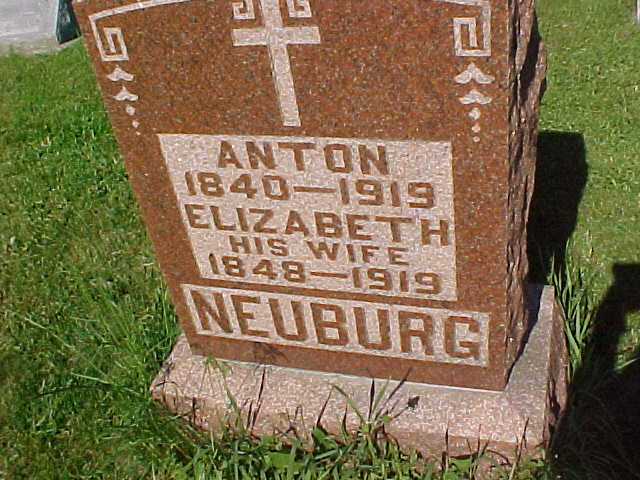 ANTON
1840—1919
ELIZABETH
HIS WIFE
1848—1919
NEUBURG